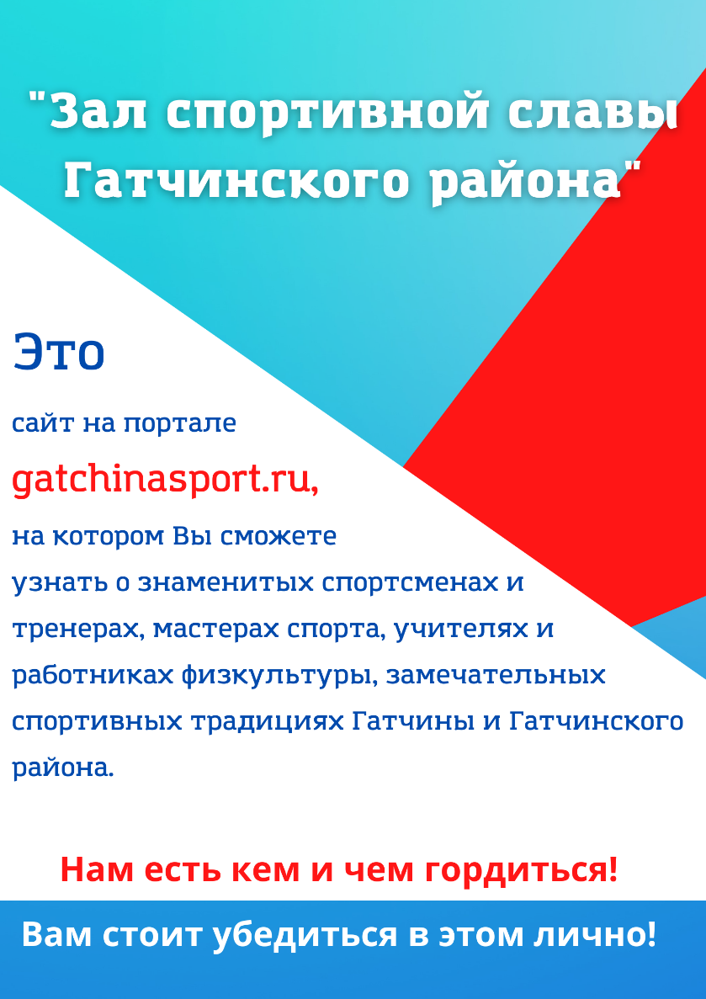 "Зал спортивной славы
Гатчинского района"
Это
сайт на портале
gatchinasport.ru,
на котором Вы сможете
узнать о знаменитых спортсменах и
тренерах, мастерах спорта, учителях и
работниках физкультуры, замечательных
спортивных традициях Гатчины и Гатчинского
района.
Нам есть кем и чем гордиться!
Вам стоит убедиться в этом лично!